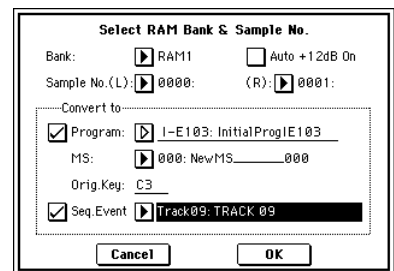 Select RAM Bank & Sample No.
Bank: RAM1 Auto +12dB On
Sample No.(L): 0000: (R): 0001:
Convert to
Program: I-E103: InitialProgIE103
MS: 000: NewMS________000
Orig.Key: C3
Seq.Event Track09: TRACK 09
Cancel OK